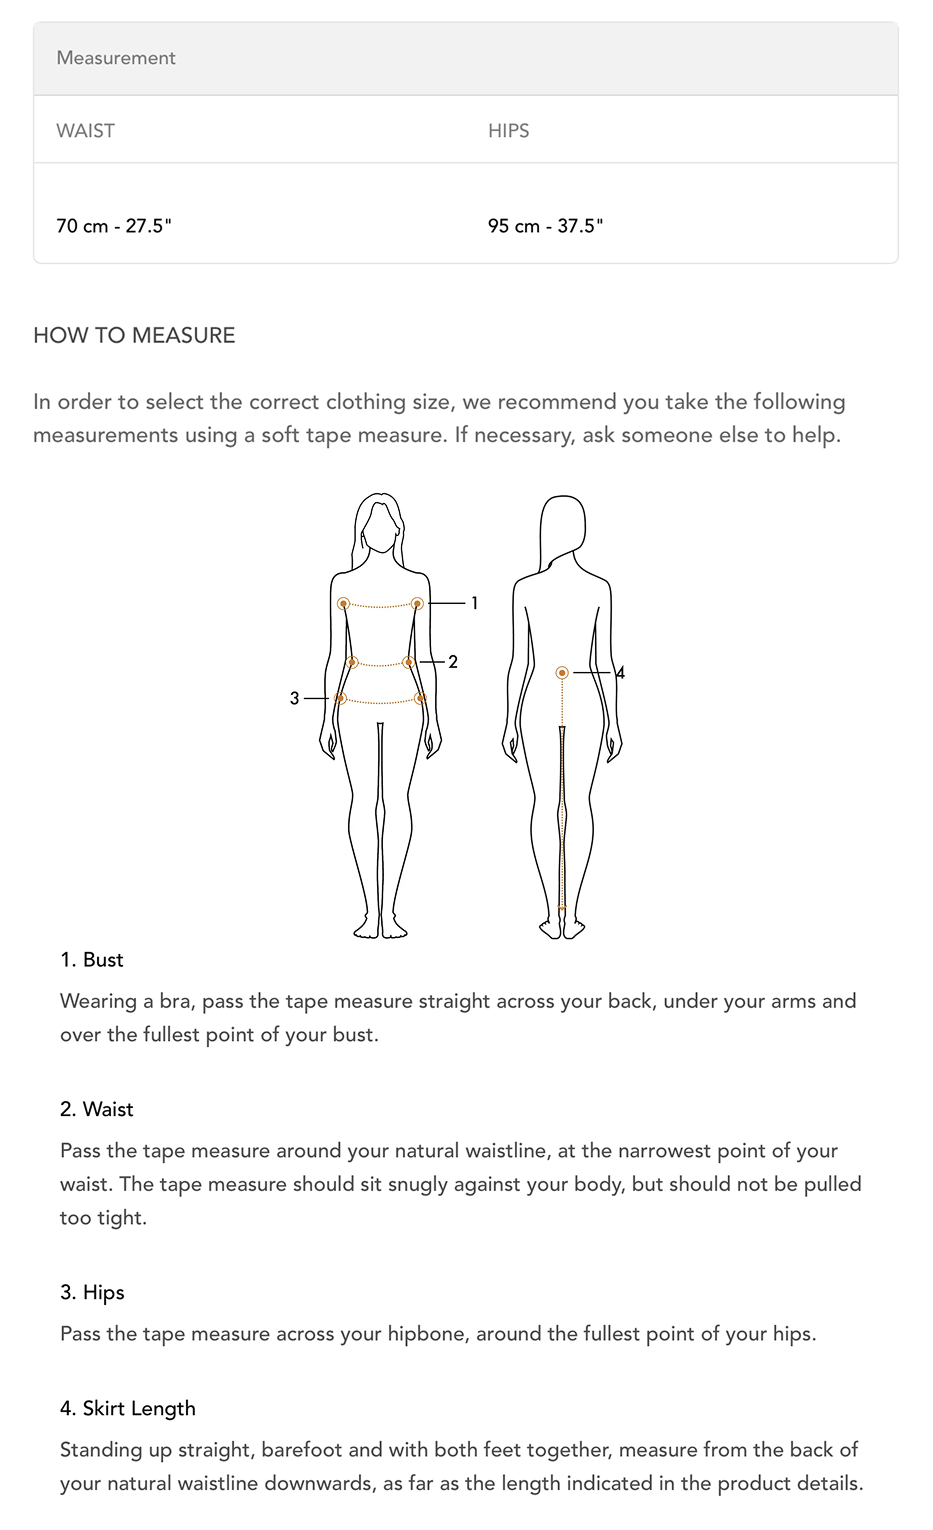 Measurement
WAIST HIPS
70 cm - 27.5" 95 cm - 37.5"
HOW TO MEASURE
In order to select the correct clothing size, we recommend you take the following
measurements using a soft tape measure. If necessary, ask someone else to help.
1
2
4
3
1. Bust
Wearing a bra, pass the tape measure straight across your back, under your arms and
over the fullest point of your bust.
2. Waist
Pass the tape measure around your natural waistline, at the narrowest point of your
waist. The tape measure should sit snugly against your body, but should not be pulled
too tight.
3. Hips
Pass the tape measure across your hipbone, around the fullest point of your hips.
4. Skirt Length
Standing up straight, barefoot and with both feet together, measure from the back of
your natural waistline downwards, as far as the length indicated in the product details.